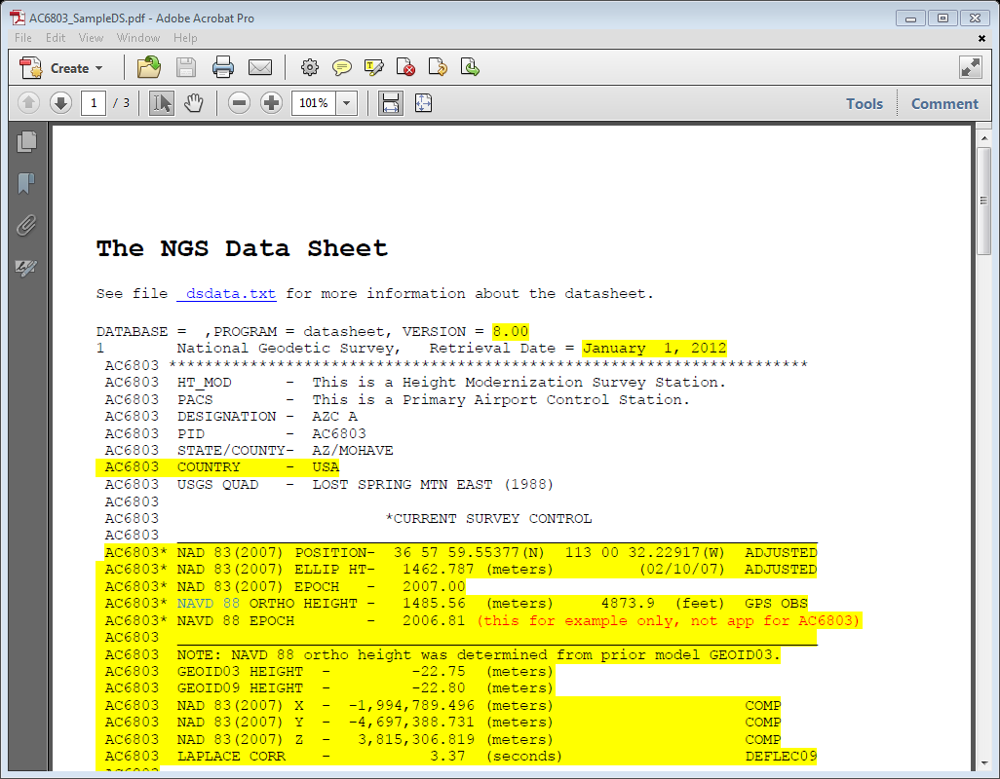 AC6803_SampleDS.pdf - Adobe Acrobat Pro
File Edit View Window Help
Create
1 / 3 101% Tools Comment
The NGS Data Sheet
See file dsdata.txt for more information about the datasheet.
DATABASE =  ,PROGRAM = datasheet, VERSION = 8.00
1        National Geodetic Survey,   Retrieval Date = January  1, 2012
 AC6803 ***********************************************************************
 AC6803  HT_MOD      -  This is a Height Modernization Survey Station.
 AC6803  PACS        -  This is a Primary Airport Control Station.
 AC6803  DESIGNATION -  AZC A
 AC6803  PID         -  AC6803
 AC6803  STATE/COUNTY-  AZ/MOHAVE
 AC6803  COUNTRY     -  USA
 AC6803  USGS QUAD   -  LOST SPRING MTN EAST (1988)
 AC6803
 AC6803                         *CURRENT SURVEY CONTROL
 AC6803  _______________________________________________________________________
 AC6803* NAD 83(2007) POSITION-  36 57 59.55377(N)  113 00 32.22917(W)  ADJUSTED
 AC6803* NAD 83(2007) ELLIP HT-   1462.787 (meters)          (02/10/07)  ADJUSTED
 AC6803* NAD 83(2007) EPOCH   -   2007.00
 AC6803* NAVD 88 ORTHO HEIGHT -   1485.56  (meters)     4873.9  (feet)  GPS OBS
 AC6803* NAVD 88 EPOCH        -   2006.81 (this for example only, not app for AC6803)
 AC6803  _______________________________________________________________________
 AC6803  NOTE: NAVD 88 ortho height was determined from prior model GEOID03.
 AC6803  GEOID03 HEIGHT  -         -22.75  (meters)
 AC6803  GEOID09 HEIGHT  -         -22.80  (meters)
 AC6803  NAD 83(2007) X  -  -1,994,789.496 (meters)                     COMP
 AC6803  NAD 83(2007) Y  -  -4,697,388.731 (meters)                     COMP
 AC6803  NAD 83(2007) Z  -   3,815,306.819 (meters)                     COMP
 AC6803  LAPLACE CORR    -           3.37  (seconds)                    DEFLEC09